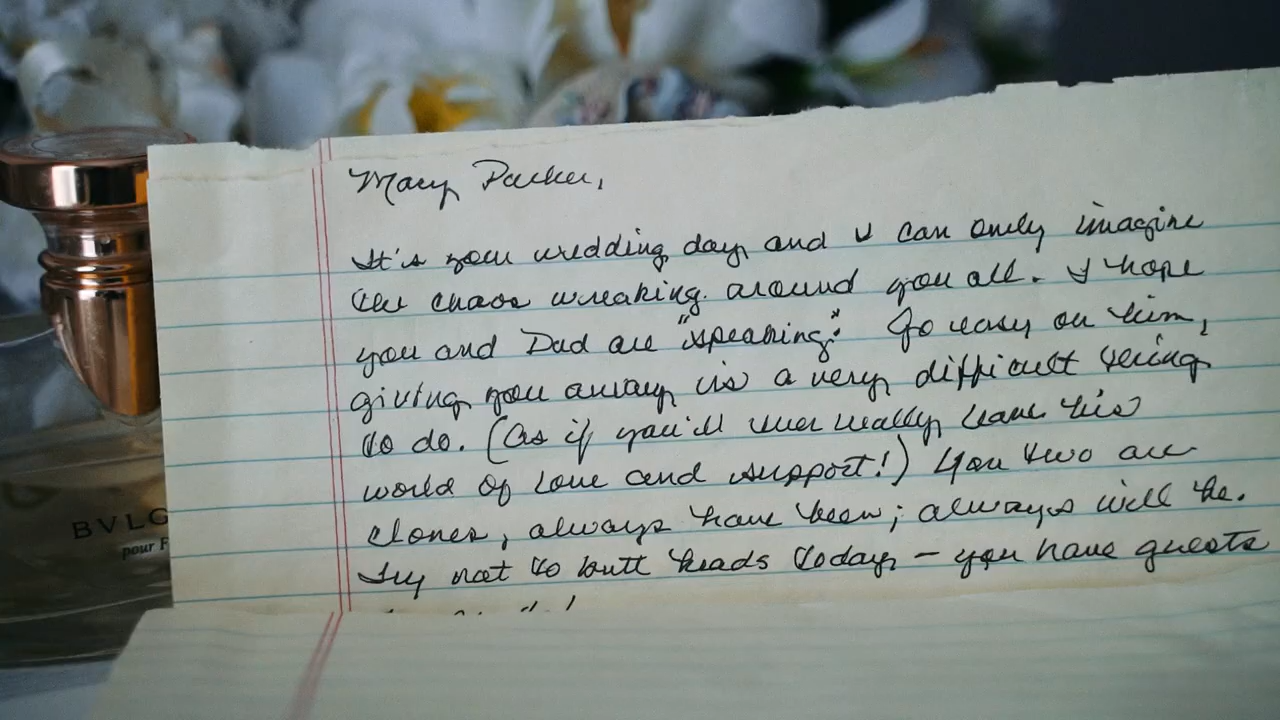 Mary Parker,
It's your wedding day and I can only imagine
the chaos wreaking around you all. I hope
you and Dad are "speaking". Go easy on him,
giving you away is a very difficult thing
to do. (As if you'll ever really leave his
world of love and support!) You two are
clones, always have been; always will be.
Try not to butt heads today — you have guests
BVLG
pour F